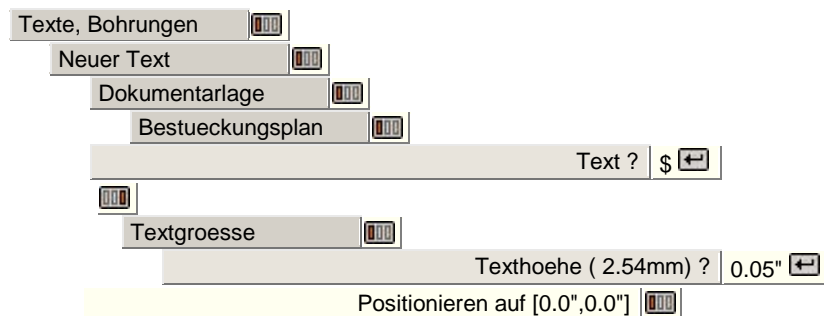 Texte, Bohrungen
Neuer Text
Dokumentarlage
Bestueckungsplan
Text ? $
Textgroesse
Texthoehe ( 2.54mm) ? 0.05"
Positionieren auf [0.0",0.0"]